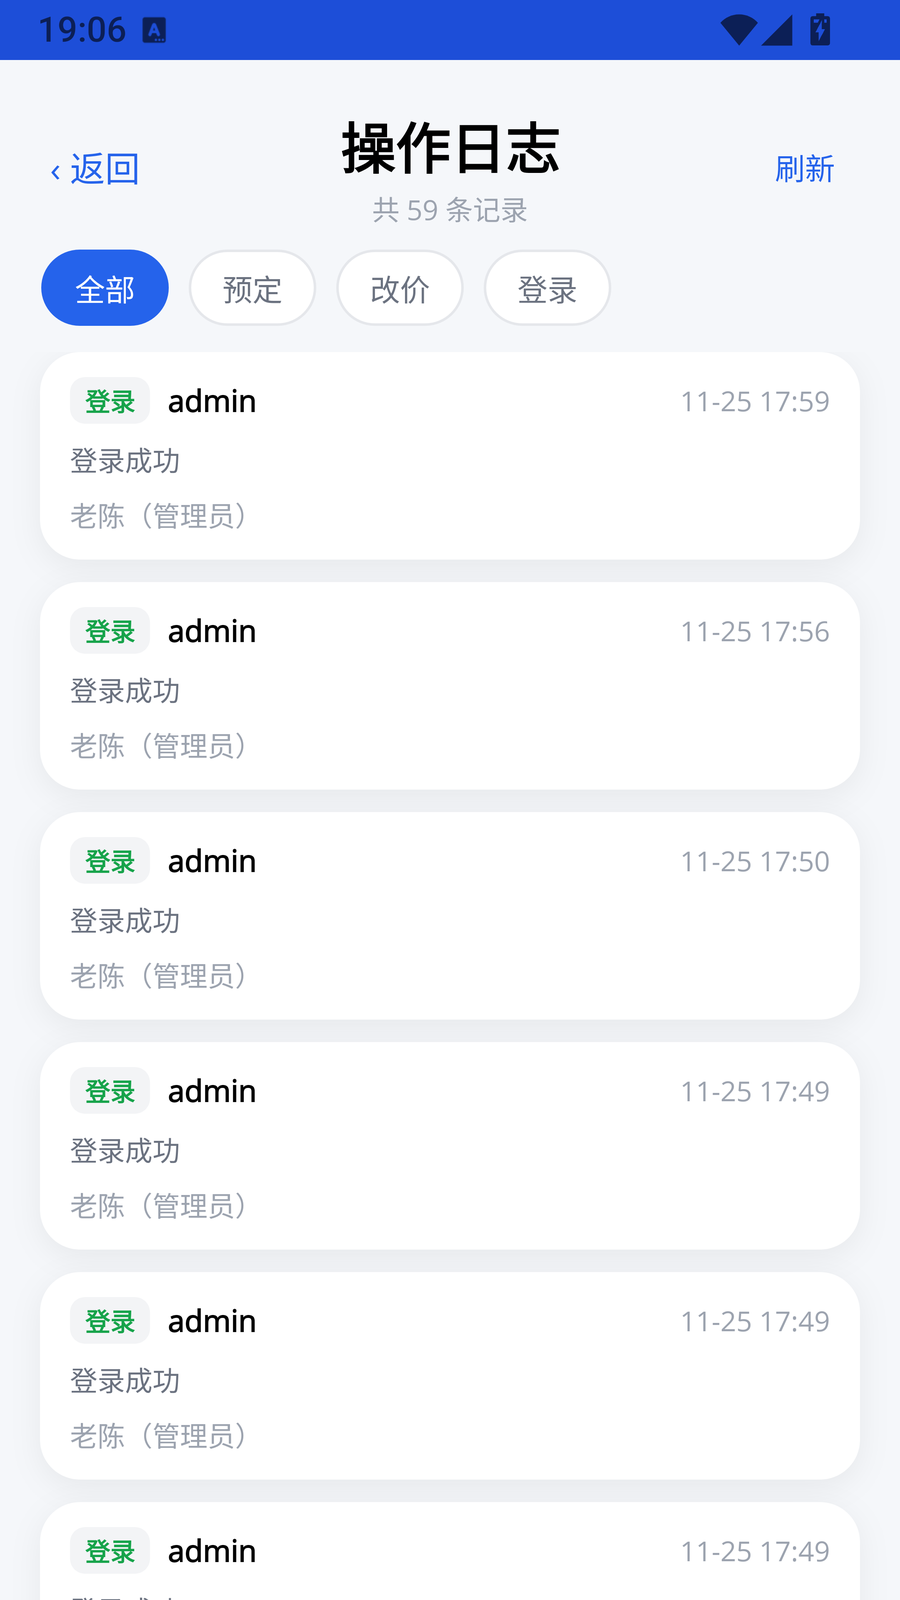 19:06
操作日志
‹ 返回
刷新
共 59 条记录
全部 预定 改价 登录
登录 admin 11-25 17:59
登录成功
老陈（管理员）
登录 admin 11-25 17:56
登录成功
老陈（管理员）
登录 admin 11-25 17:50
登录成功
老陈（管理员）
登录 admin 11-25 17:49
登录成功
老陈（管理员）
登录 admin 11-25 17:49
登录成功
老陈（管理员）
登录 admin 11-25 17:49